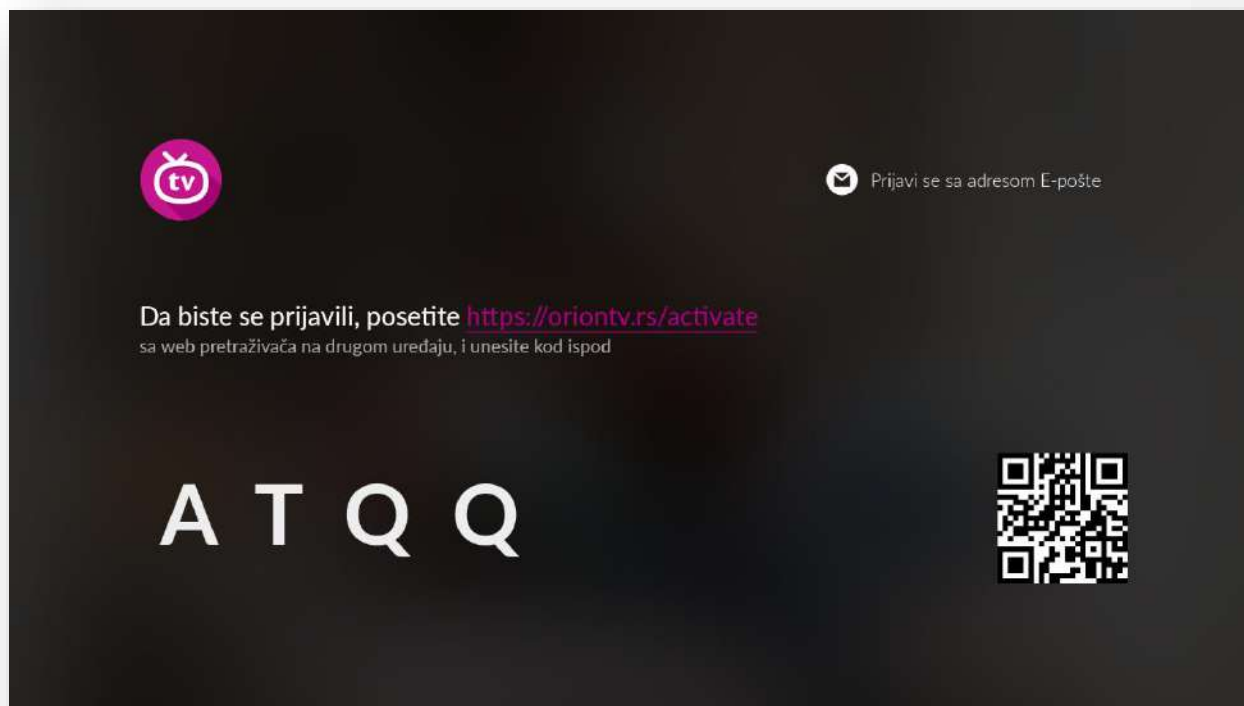 tv
Prijavi se sa adresom E-pošte
Da biste se prijavili, posetite https://oriontv.rs/activate
sa web pretraživača na drugom uređaju, i unesite kod ispod
A T Q Q